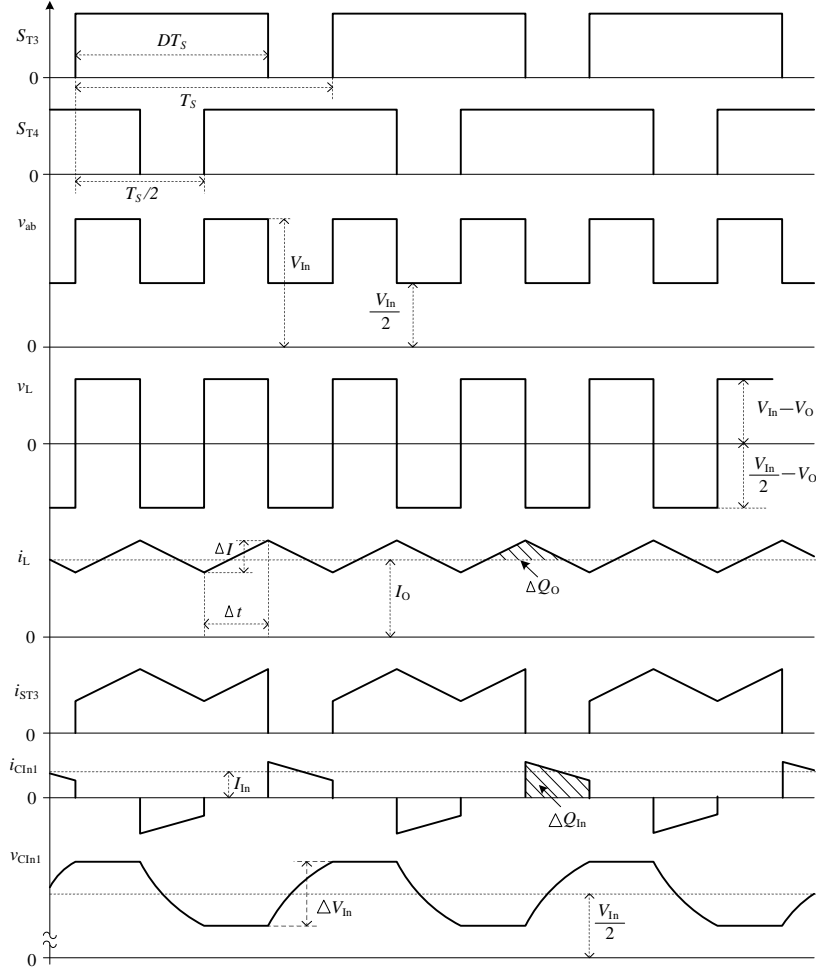 S_T3
DT_S
0
T_S
S_T4
0
T_S/2
v_ab
V_In
V_In/2
0
v_L
V_In—V_O
0
V_In/2—V_O
i_L
ΔI
ΔQ_O
I_O
Δt
0
i_ST3
0
i_CIn1
I_In
0
ΔQ_In
v_CIn1
ΔV_In
V_In/2
0